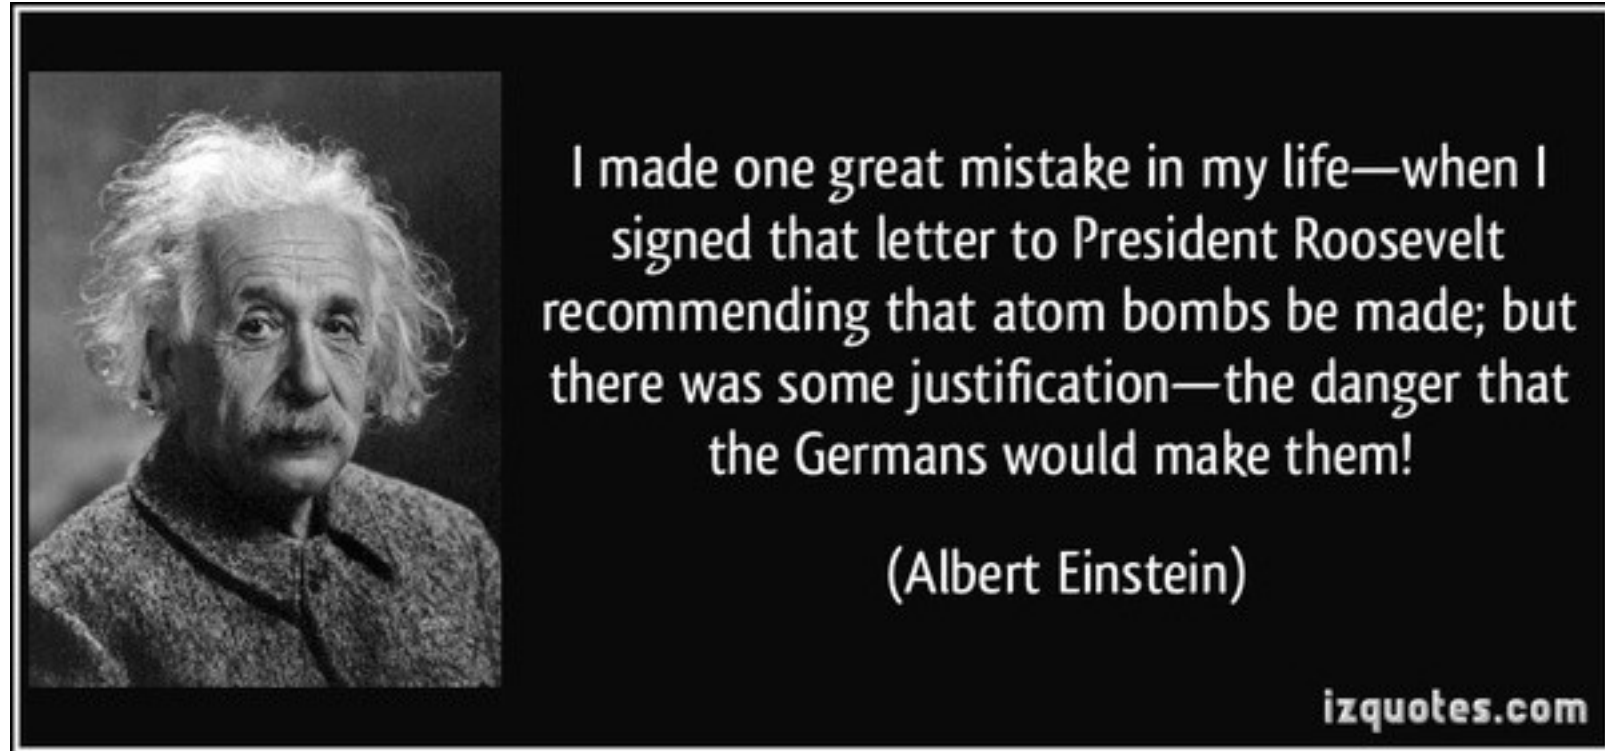 I made one great mistake in my life—when I
signed that letter to President Roosevelt
recommending that atom bombs be made; but
there was some justification—the danger that
the Germans would make them!
(Albert Einstein)
izquotes.com